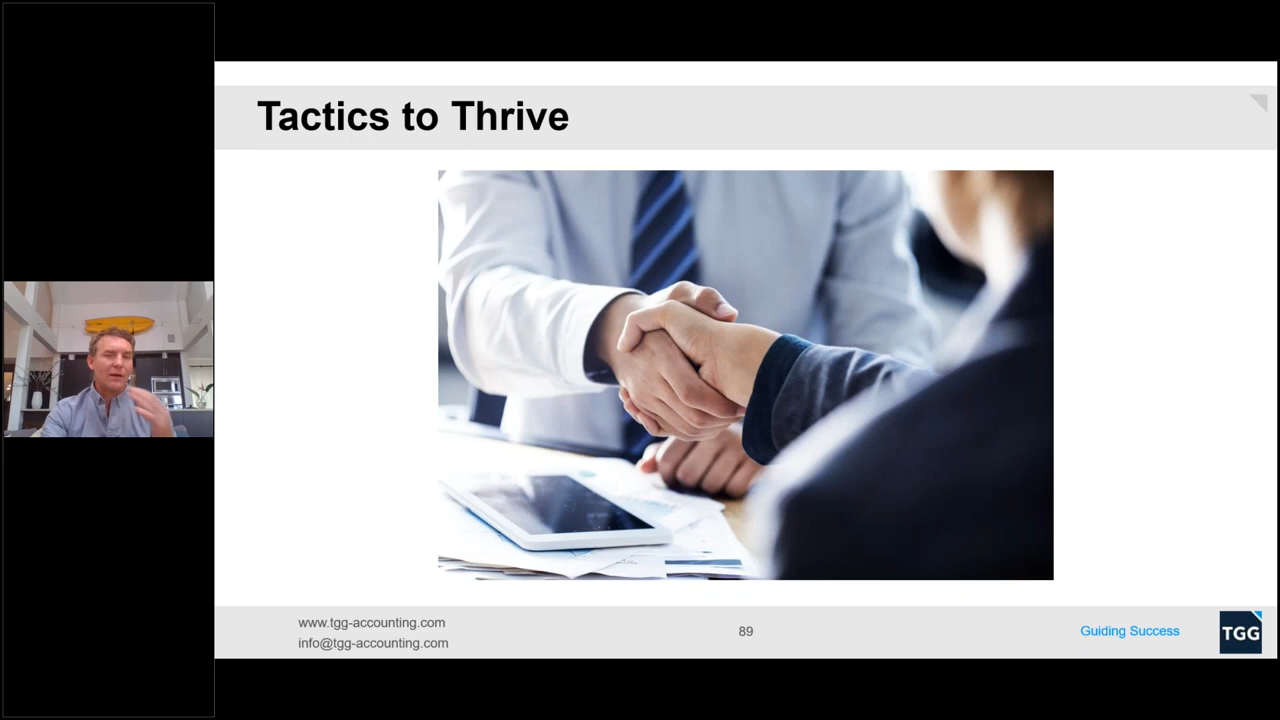 Tactics to Thrive
www.tgg-accounting.com
info@tgg-accounting.com
89
Guiding Success
TGG